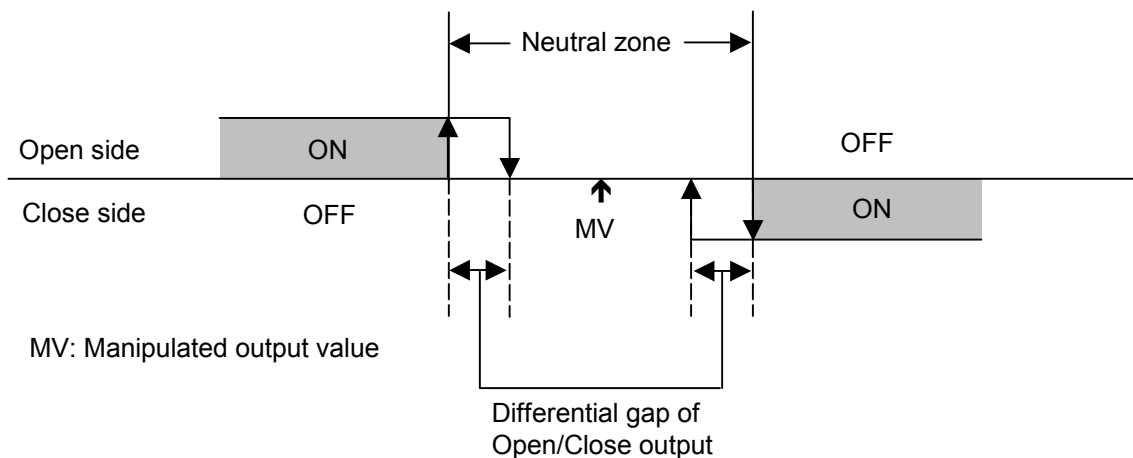 Neutral zone
Open side
ON
OFF
Close side
OFF
MV
ON
MV: Manipulated output value
Differential gap of
Open/Close output